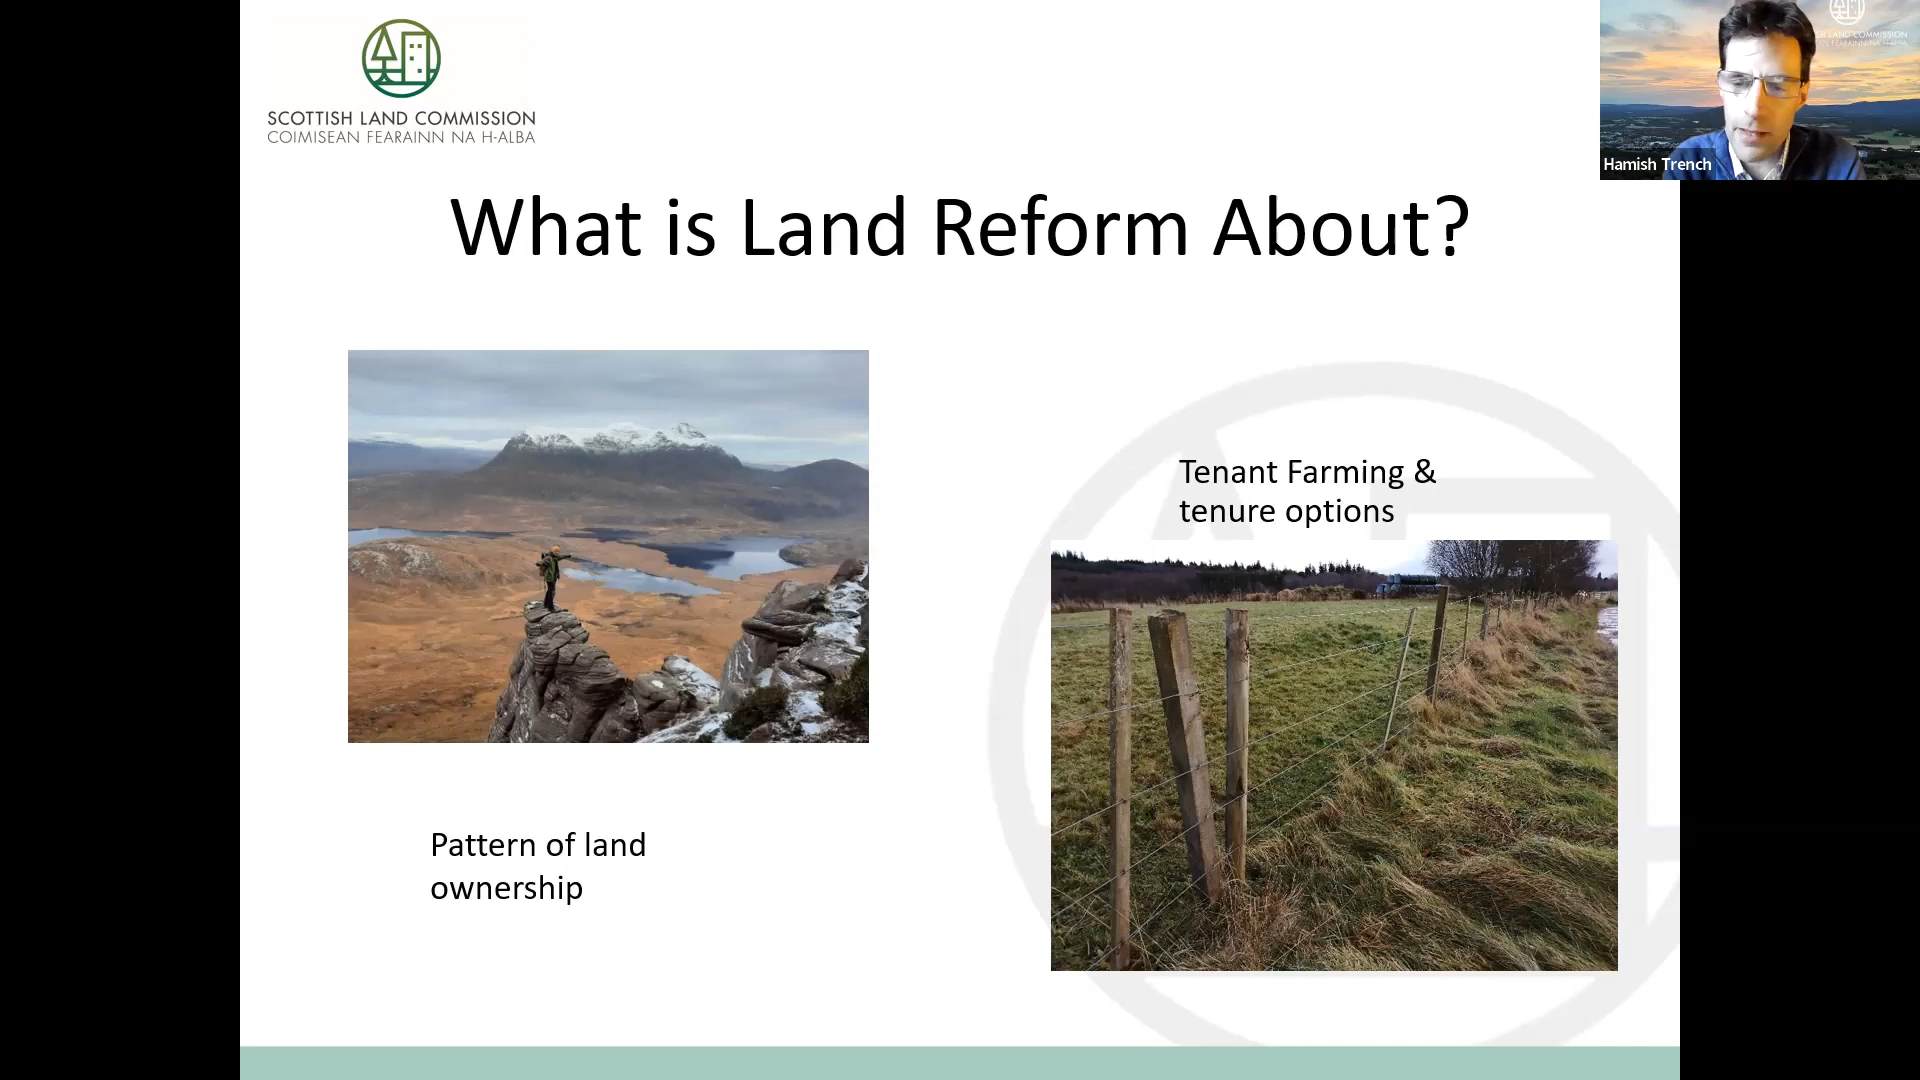 SCOTTISH LAND COMMISSION
COIMISEAN FEARAINN NA H-ALBA
Hamish Trench
What is Land Reform About?
Tenant Farming &
tenure options
Pattern of land
ownership